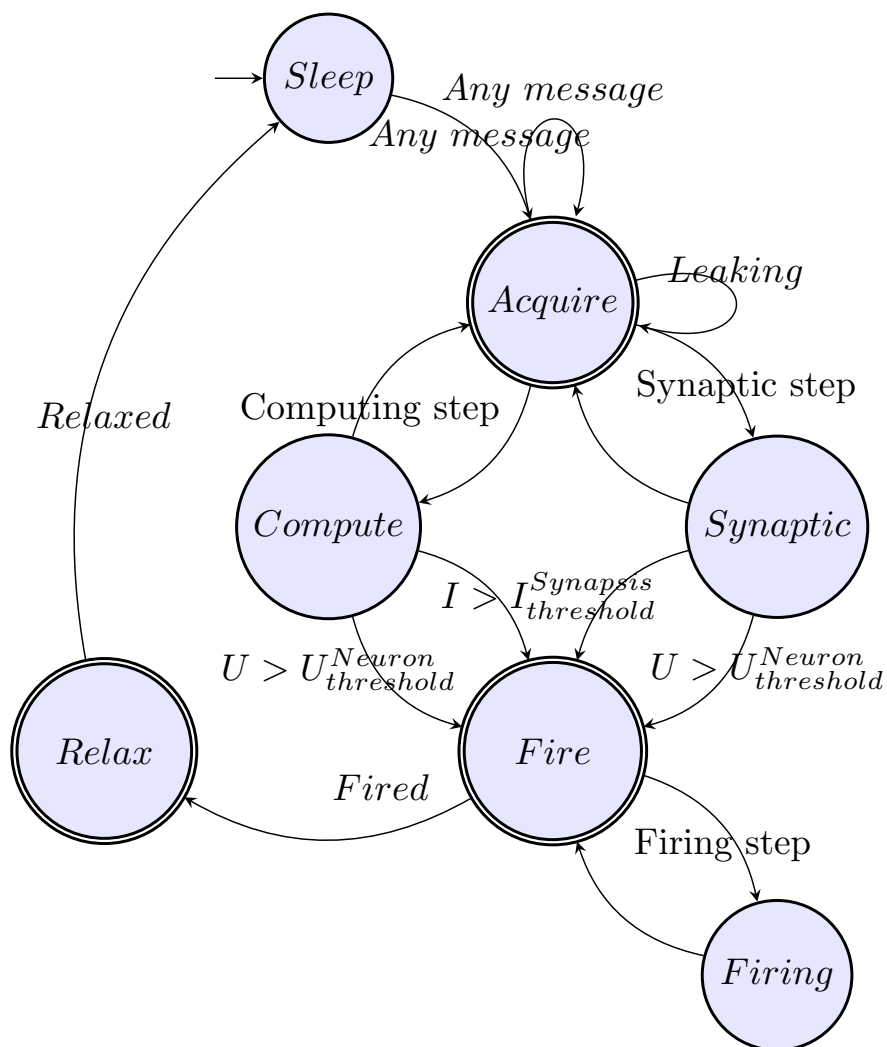 Sleep
Any message
Any message
Leaking
Acquire
Synaptic step
Computing step
Relaxed
Compute
Synaptic
I > I^{Synapsis}_{threshold}
U > U^{Neuron}_{threshold}
U > U^{Neuron}_{threshold}
Relax
Fire
Fired
Firing step
Firing